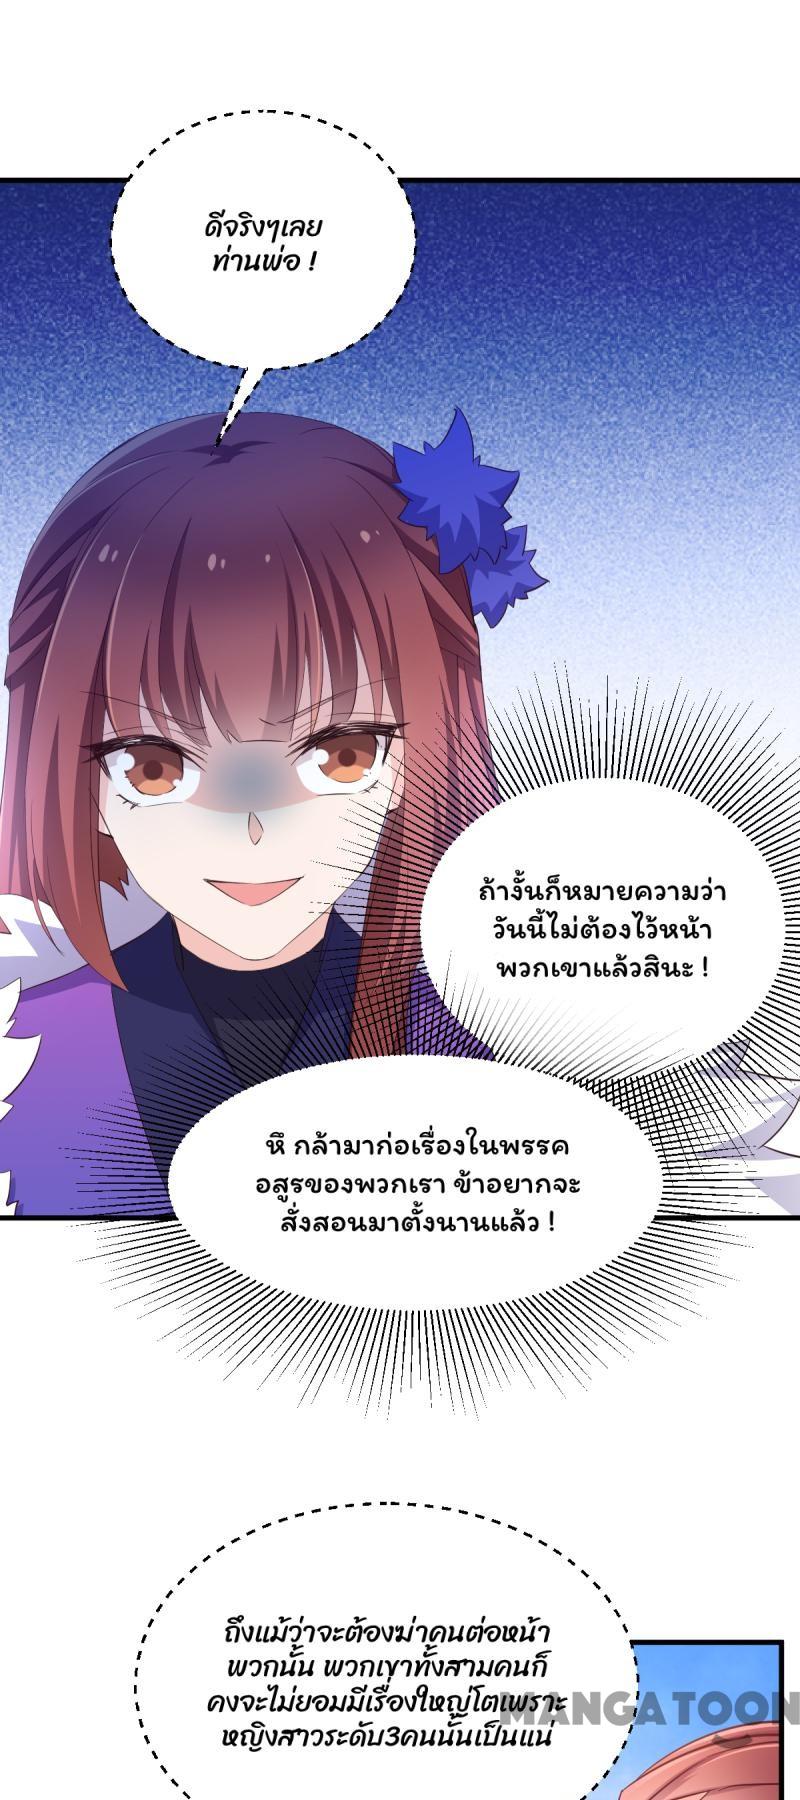 ดีจริงๆเลย
ท่านพ่อ !
ถ้างั้นก็หมายความว่า
วันนี้ไม่ต้องไว้หน้า
พวกเขาแล้วสินะ !
หึ กล้ามาก่อเรื่องในพรรค
อสูรของพวกเรา ข้าอยากจะ
สั่งสอนมาตั้งนานแล้ว !
ถึงแม้ว่าจะต้องฆ่าคนต่อหน้า
พวกนั้น พวกเขาทั้งสามคนก็
คงจะไม่ยอมมีเรื่องใหญ่โตเพราะ
หญิงสาวระดับ3คนนั้นเป็นแน่
MANGATOON